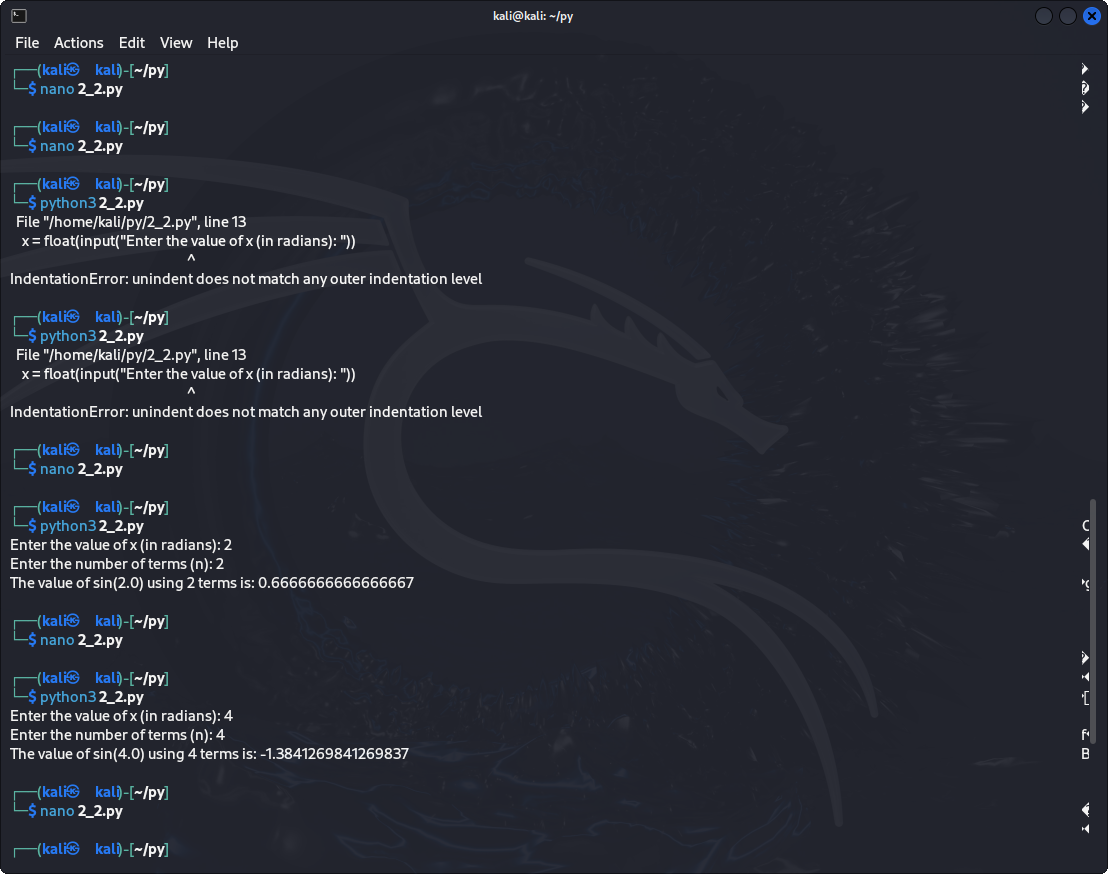 kali@kali: ~/py
File Actions Edit View Help
┌──(kali㉿kali)-[~/py]
└─$ nano 2_2.py
┌──(kali㉿kali)-[~/py]
└─$ nano 2_2.py
┌──(kali㉿kali)-[~/py]
└─$ python3 2_2.py
File "/home/kali/py/2_2.py", line 13
x = float(input("Enter the value of x (in radians): "))
^
IndentationError: unindent does not match any outer indentation level
┌──(kali㉿kali)-[~/py]
└─$ python3 2_2.py
File "/home/kali/py/2_2.py", line 13
x = float(input("Enter the value of x (in radians): "))
^
IndentationError: unindent does not match any outer indentation level
┌──(kali㉿kali)-[~/py]
└─$ nano 2_2.py
┌──(kali㉿kali)-[~/py]
└─$ python3 2_2.py
Enter the value of x (in radians): 2
Enter the number of terms (n): 2
The value of sin(2.0) using 2 terms is: 0.6666666666666667
┌──(kali㉿kali)-[~/py]
└─$ nano 2_2.py
┌──(kali㉿kali)-[~/py]
└─$ python3 2_2.py
Enter the value of x (in radians): 4
Enter the number of terms (n): 4
The value of sin(4.0) using 4 terms is: -1.3841269841269837
┌──(kali㉿kali)-[~/py]
└─$ nano 2_2.py
┌──(kali㉿kali)-[~/py]